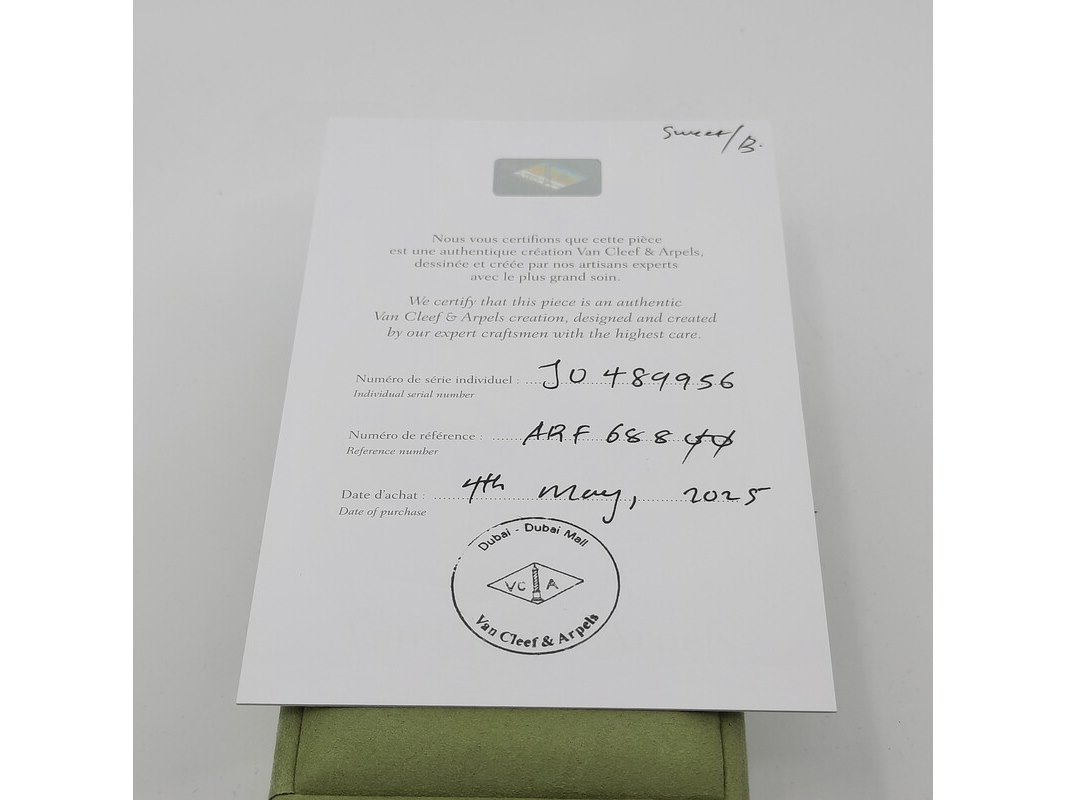 Sweet/B.
Nous vous certifions que cette pièce
est une authentique création Van Cleef & Arpels,
dessinée et créée par nos artisans experts
avec le plus grand soin.
We certify that this piece is an authentic
Van Cleef & Arpels creation, designed and created
by our expert craftsmen with the highest care.
Numéro de série individuel : JO 489956
Individual serial number
Numéro de référence : ARF 68800
Reference number
Date d'achat : 4th May, 2025
Date of purchase
Dubai - Dubai Mall
VC A
Van Cleef & Arpels